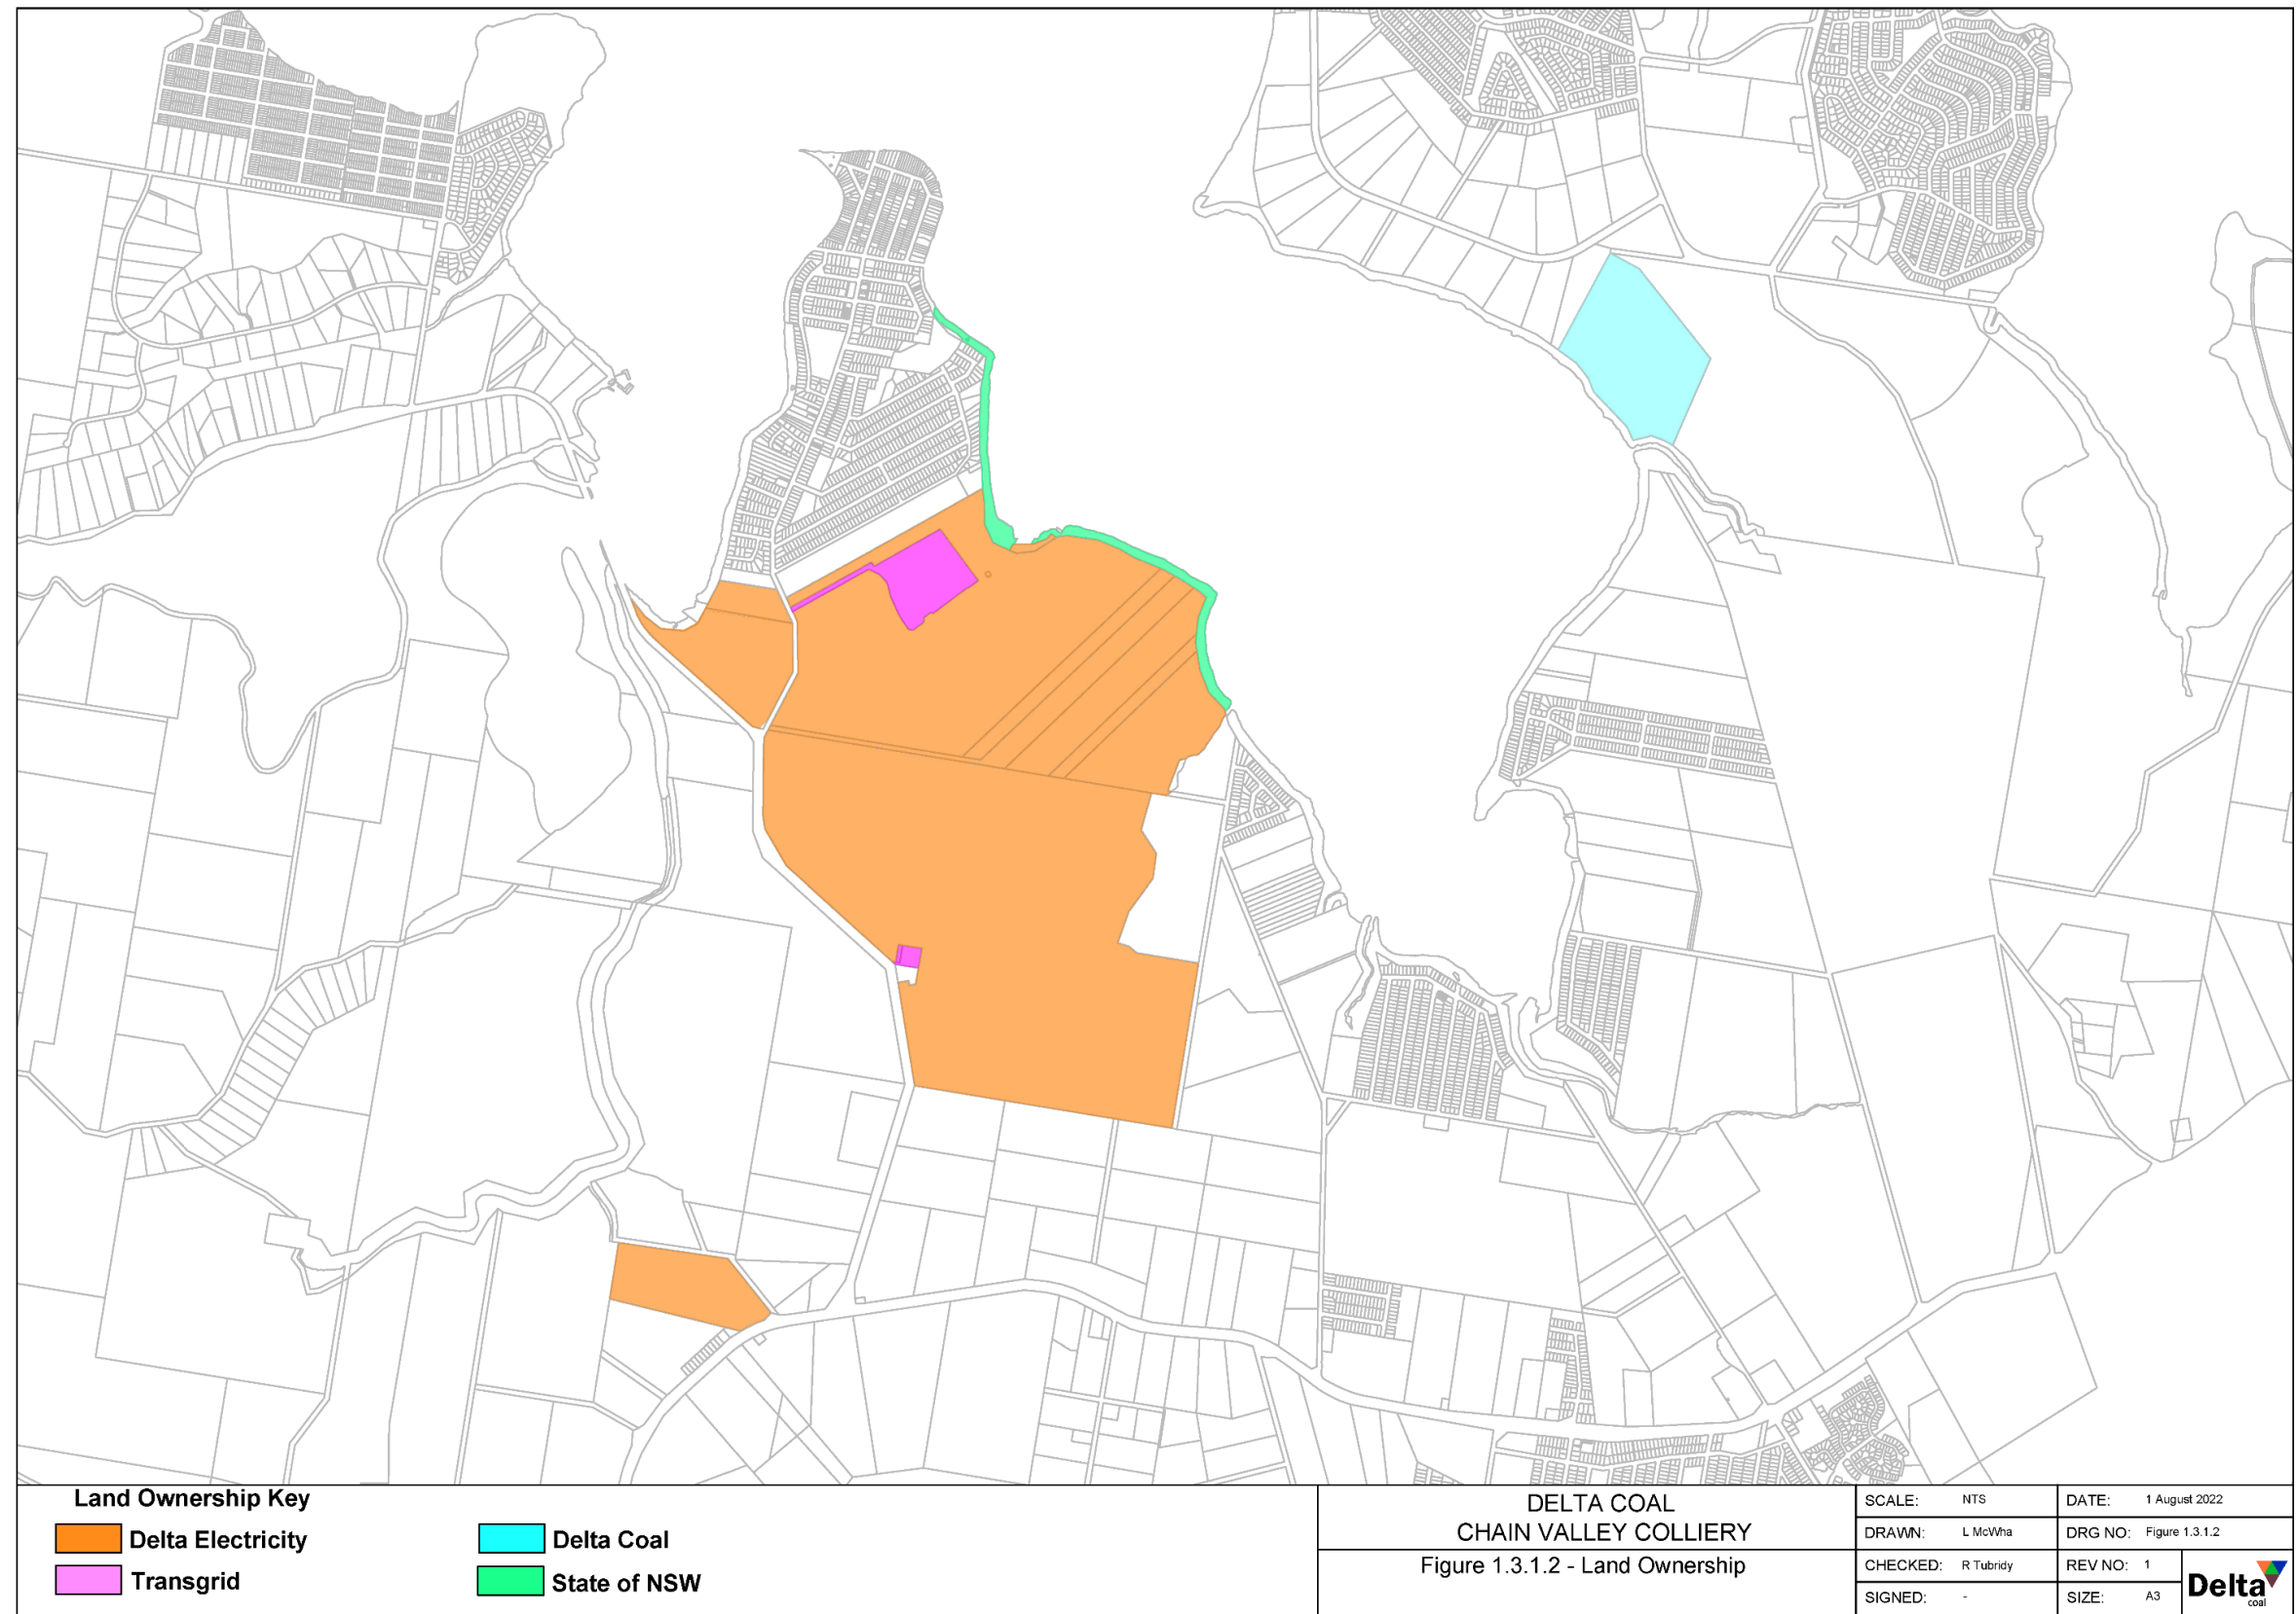 Land Ownership Key
Delta Electricity
Transgrid
Delta Coal
State of NSW
DELTA COAL
CHAIN VALLEY COLLIERY
Figure 1.3.1.2 - Land Ownership
SCALE: NTS
DATE: 1 August 2022
DRAWN: L McWha
DRG NO: Figure 1.3.1.2
CHECKED: R Tubridy
REV NO: 1
SIGNED: -
SIZE: A3
Delta
coal